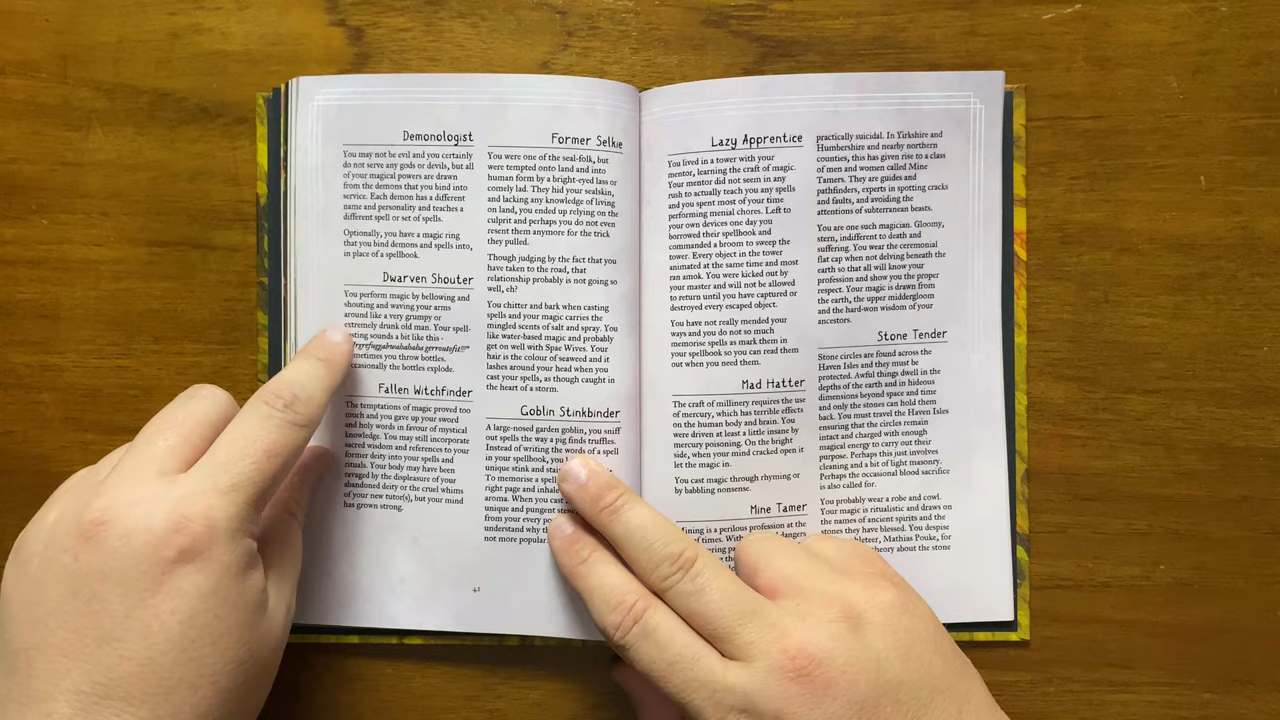 Demonologist
You may not be evil and you certainly
do not serve any gods or devils, but all
of your magical powers are drawn
from the demons that you bind into
service. Each demon has a different
name and personality and teaches a
different spell or set of spells.
Optionally, you have a magic ring
that you bind demons and spells into,
in place of a spellbook.
Dwarven Shouter
You perform magic by bellowing and
shouting and waving your arms
around like a very grumpy or
extremely drunk old man. Your spell-
sting sounds a bit like this -
metimes you throw bottles.
ccasionally the bottles explode.
Fallen Witchfinder
The temptations of magic proved too
much and you gave up your sword
and holy words in favour of mystical
knowledge. You may still incorporate
sacred wisdom and references to your
former deity into your spells and
rituals. Your body may have been
ravaged by the displeasure of your
abandoned deity or the cruel whims
of your new tutor(s), but your mind
has grown strong.
Former Selkie
You were one of the seal-folk, but
were tempted onto land and into
human form by a bright-eyed lass or
comely lad. They hid your sealskin,
and lacking any knowledge of living
on land, you ended up relying on the
culprit and perhaps you do not even
resent them anymore for the trick
they pulled.
Though judging by the fact that you
have taken to the road, that
relationship probably is not going so
well, eh?
You chitter and bark when casting
spells and your magic carries the
mingled scents of salt and spray. You
like water-based magic and probably
get on well with Spae Wives. Your
hair is the colour of seaweed and it
lashes around your head when you
cast your spells, as though caught in
the heart of a storm.
Goblin Stinkbinder
A large-nosed garden goblin, you sniff
out spells the way a pig finds truffles.
Instead of writing the words of a spell
in your spellbook, you
unique stink and stai
To memorise a spell
right page and inhale
aroma. When you cast
unique and pungent
from your every po
understand why th
not more popular
42
Lazy Apprentice
You lived in a tower with your
mentor, learning the craft of magic.
Your mentor did not seem in any
rush to actually teach you any spells
and you spent most of your time
performing menial chores. Left to
your own devices one day you
borrowed their spellbook and
commanded a broom to sweep the
tower. Every object in the tower
animated at the same time and most
ran amok. You were kicked out by
your master and will not be allowed
to return until you have captured or
destroyed every escaped object.
You have not really mended your
ways and you do not so much
memorise spells as mark them in
your spellbook so you can read them
out when you need them.
Mad Hatter
The craft of millinery requires the use
of mercury, which has terrible effects
on the human body and brain. You
were driven at least a little insane by
mercury poisoning. On the bright
side, when your mind cracked open it
let the magic in.
You cast magic through rhyming or
by babbling nonsense.
Mine Tamer
ining is a perilous profession at the
of times. With dangers
practically suicidal. In Yirkshire and
Humbershire and nearby northern
counties, this has given rise to a class
of men and women called Mine
Tamers. They are guides and
pathfinders, experts in spotting cracks
and faults, and avoiding the
attentions of subterranean beasts.
You are one such magician. Gloomy,
stern, indifferent to death and
suffering. You wear the ceremonial
flat cap when not delving beneath the
earth so that all will know your
profession and show you the proper
respect. Your magic is drawn from
the earth, the upper middergloom
and the hard-won wisdom of your
ancestors.
Stone Tender
Stone circles are found across the
Haven Isles and they must be
protected. Awful things dwell in the
depths of the earth and in hideous
dimensions beyond space and time
and only the stones can hold them
back. You must travel the Haven Isles
ensuring that the circles remain
intact and charged with enough
magical energy to carry out their
purpose. Perhaps this just involves
cleaning and a bit of light masonry.
Perhaps the occasional blood sacrifice
is also called for.
You probably wear a robe and cowl.
Your magic is ritualistic and draws on
the names of ancient spirits and the
stones they have blessed. You despise
bleteer, Mathias Pouke, for
heory about the stone